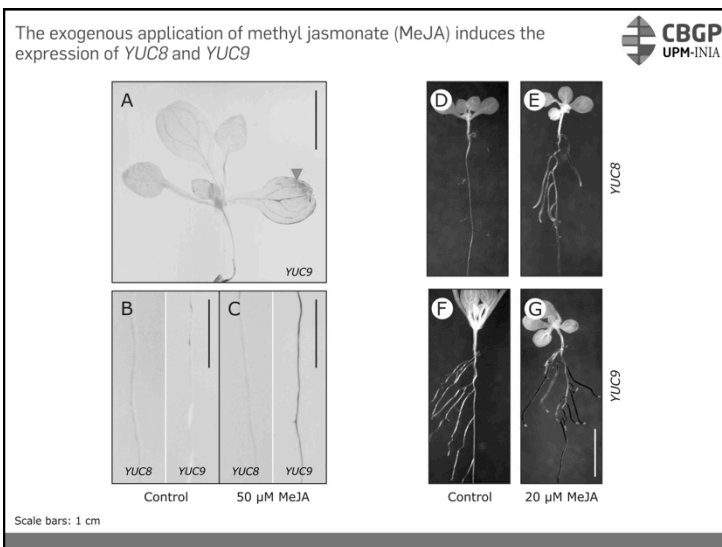 The exogenous application of methyl jasmonate (MeJA) induces the
expression of YUC8 and YUC9
CBGP
UPM-INIA
A
YUC9
B
C
YUC8
YUC9
YUC8
YUC9
Control
50 µM MeJA
D
E
YUC8
F
G
YUC9
Control
20 µM MeJA
Scale bars: 1 cm